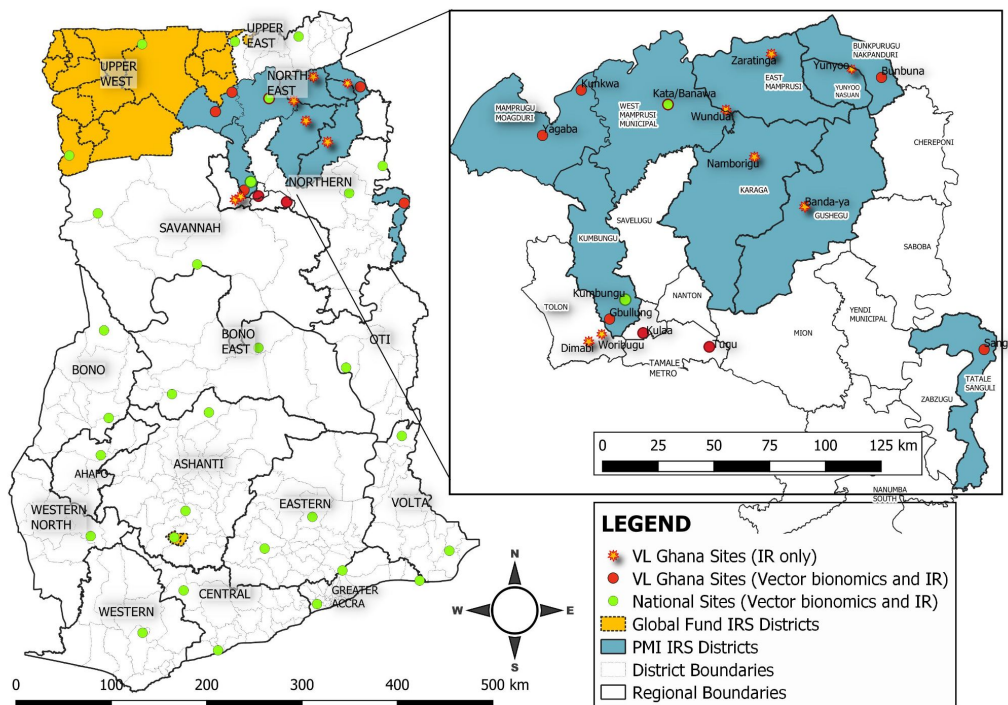 UPPER
EAST
UPPER
WEST
NORTH
EAST
NORTHERN
SAVANNAH
BONO
EAST
OTI
BONO
ASHANTI
AHAFO
EASTERN
VOLTA
WESTERN
NORTH
CENTRAL
GREATER
ACCRA
WESTERN
N
W
E
S
0 100 200 300 400 500 km
Zaratinga
EAST
MAMPRUSI
Yunyoo
BUNKPURUGU
NAKPANDURI
Bunbuna
YUNYOO
NASUAN
Kunkwa
Kata/Banawa
MAMPRUGU
MOAGDURI
WEST
MAMPRUSI
MUNICIPAL
Wundua
Yagaba
CHEREPONI
Namborigu
KARAGA
Banda-ya
GUSHEGU
SAVELUGU
KUMBUNGU
SABOBA
NANTON
TOLON
Kumbungu
Gbullung
YENDI
MUNICIPAL
MION
Kulaa
Woribugu
Dimabi
Tugu
TAMALE
METRO
Sang
TATALE
SANGULI
ZABZUGU
0 25 50 75 100 125 km
NANUMBA
SOUTH
LEGEND
VL Ghana Sites (IR only)
VL Ghana Sites (Vector bionomics and IR)
National Sites (Vector bionomics and IR)
Global Fund IRS Districts
PMI IRS Districts
District Boundaries
Regional Boundaries